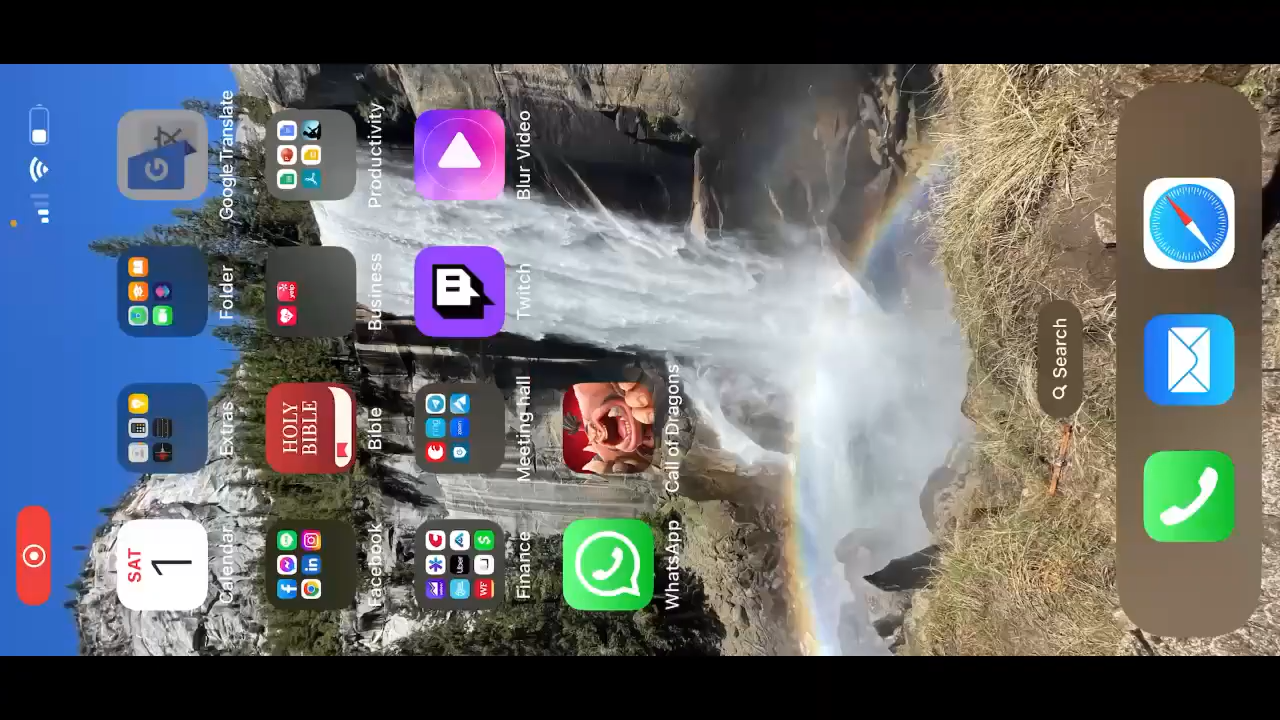 SAT
1
Calendar
Extras
Folder
Google Translate
Facebook
HOLY
BIBLE
Bible
Business
Productivity
Finance
Meeting hall
Twitch
Blur Video
WhatsApp
Call of Dragons
Search